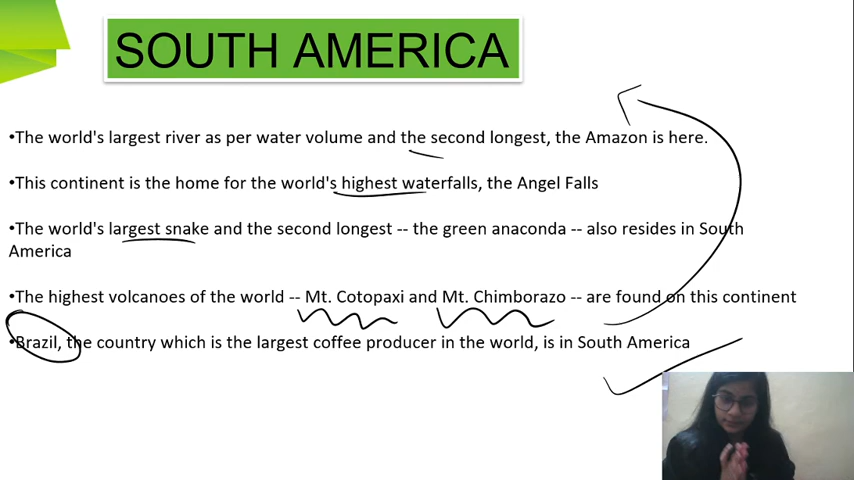 SOUTH AMERICA
•The world's largest river as per water volume and the second longest, the Amazon is here.
•This continent is the home for the world's highest waterfalls, the Angel Falls
•The world's largest snake and the second longest -- the green anaconda -- also resides in South
America
•The highest volcanoes of the world -- Mt. Cotopaxi and Mt. Chimborazo -- are found on this continent
•Brazil, the country which is the largest coffee producer in the world, is in South America